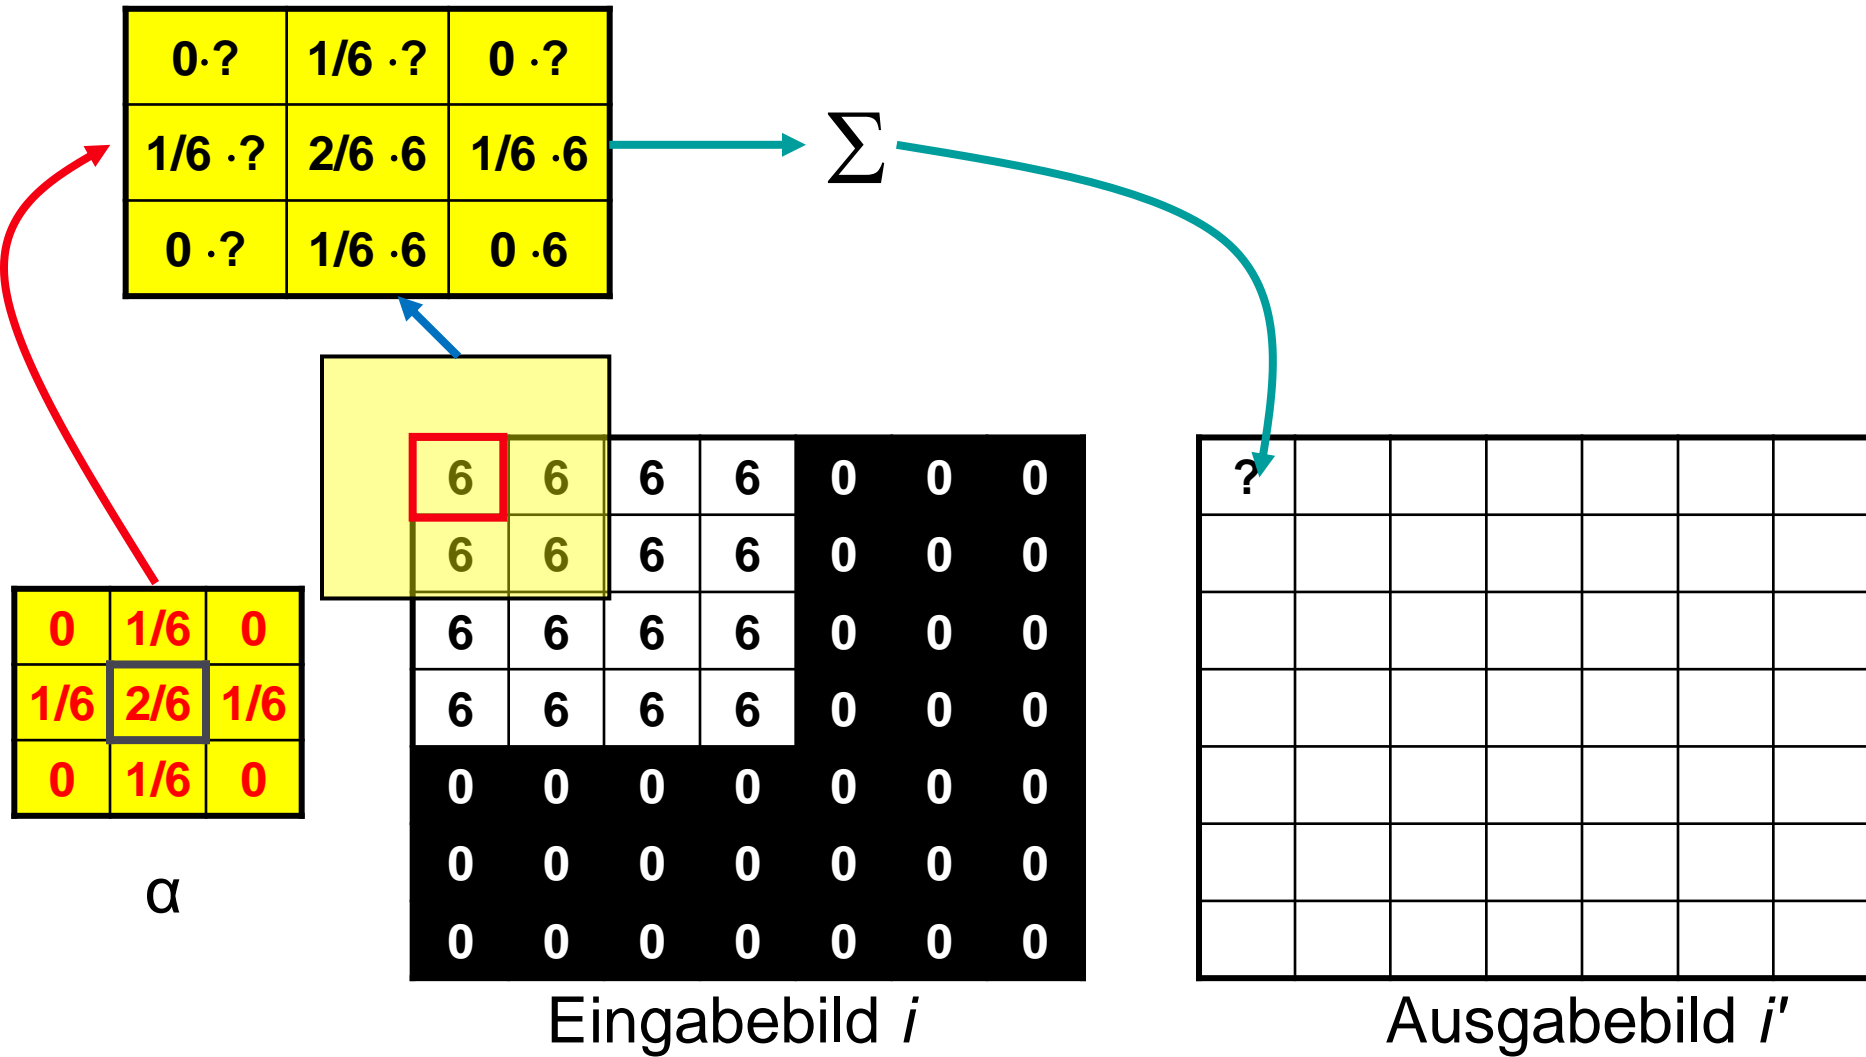 0·? 1/6 ·? 0 ·?
1/6 ·? 2/6 ·6 1/6 ·6
0 ·? 1/6 ·6 0 ·6
∑
0 1/6 0
1/6 2/6 1/6
0 1/6 0
α
6 6 6 6 0 0 0
6 6 6 6 0 0 0
6 6 6 6 0 0 0
6 6 6 6 0 0 0
0 0 0 0 0 0 0
0 0 0 0 0 0 0
0 0 0 0 0 0 0
Eingabebild i
?
Ausgabebild i'